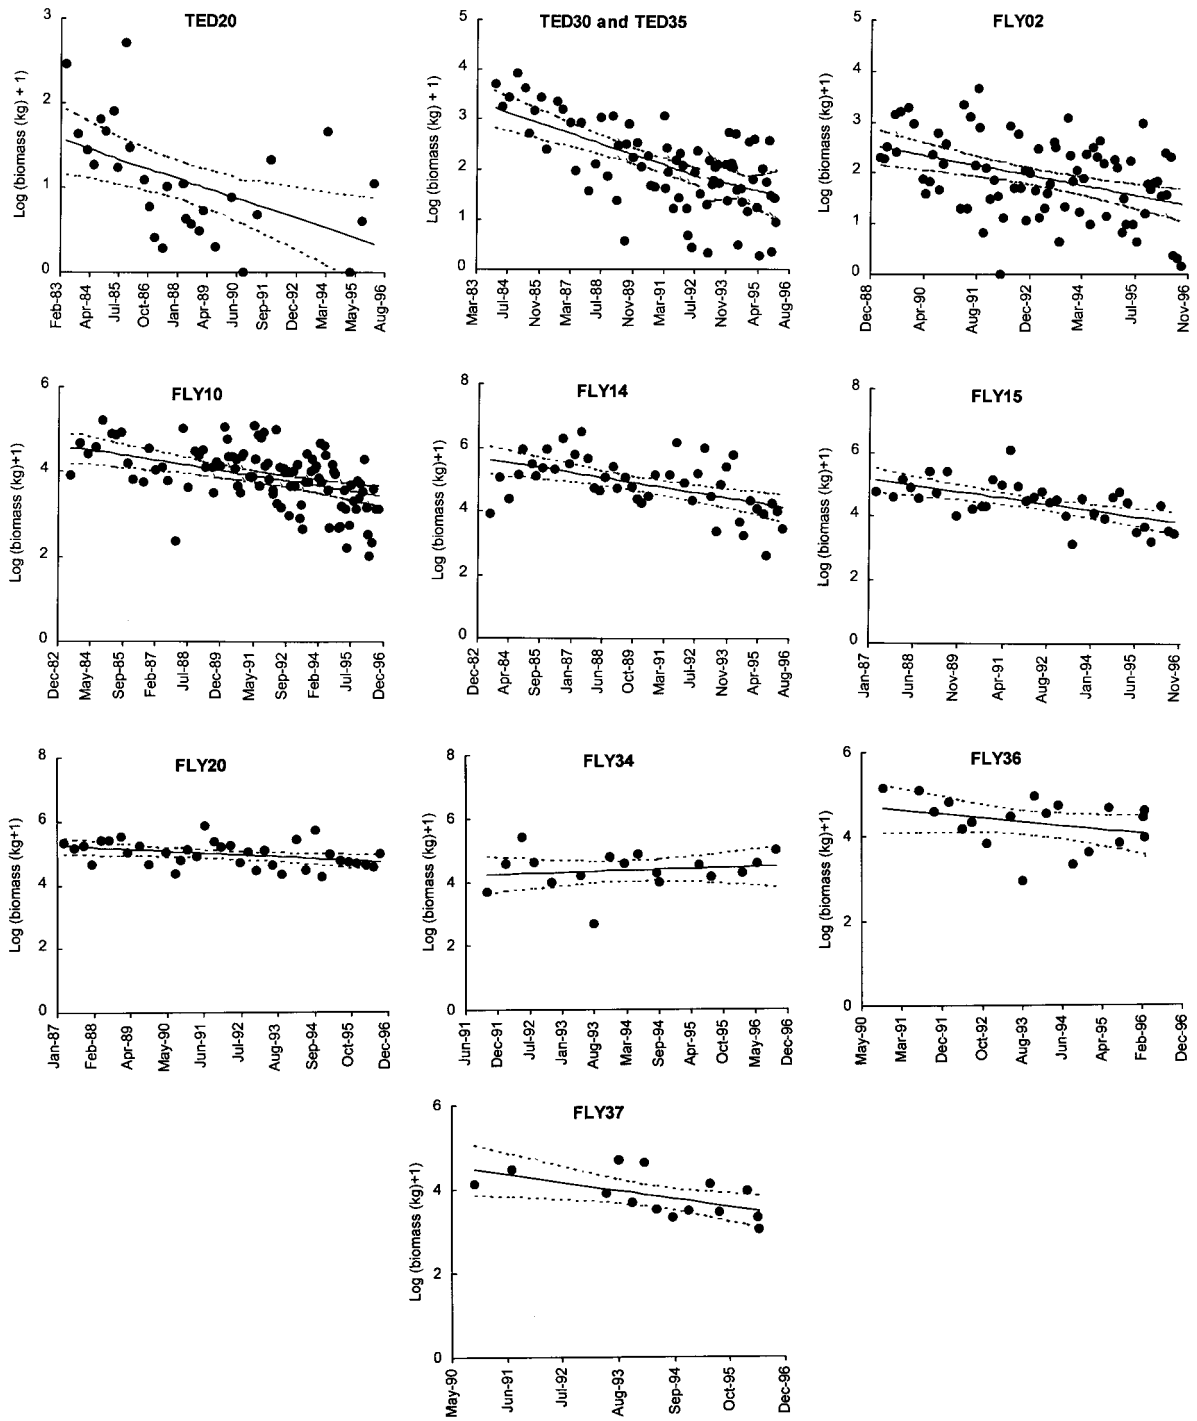 TED20
Log (biomass (kg) + 1)
3
2
1
0
Feb-83
Apr-84
Jul-85
Oct-86
Jan-88
Apr-89
Jun-90
Sep-91
Dec-92
Mar-94
May-95
Aug-96
TED30 and TED35
Log (biomass (kg) + 1)
5
4
3
2
1
0
Mar-83
Jul-84
Nov-85
Mar-87
Jul-88
Nov-89
Mar-91
Jul-92
Nov-93
Apr-95
Aug-96
FLY02
Log (biomass (kg)+1)
5
4
3
2
1
0
Dec-88
Apr-90
Aug-91
Dec-92
Mar-94
Jul-95
Nov-96
FLY10
Log (biomass (kg)+1)
6
4
2
0
Dec-82
May-84
Sep-85
Feb-87
Jul-88
Dec-89
May-91
Sep-92
Feb-94
Jul-95
Dec-96
FLY14
Log (biomass (kg)+1)
8
6
4
2
0
Dec-82
Apr-84
Sep-85
Jan-87
Jun-88
Oct-89
Mar-91
Jul-92
Nov-93
Apr-95
Aug-96
FLY15
Log (biomass (kg)+1)
8
6
4
2
0
Jan-87
Jun-88
Nov-89
Apr-91
Aug-92
Jan-94
Jun-95
Nov-96
FLY20
Log (biomass (kg+1)
8
6
4
2
0
Jan-87
Feb-88
Apr-89
May-90
Jun-91
Jul-92
Aug-93
Sep-94
Oct-95
Dec-96
FLY34
Log (biomass (kg)+1)
8
6
4
2
0
Jun-91
Dec-91
Jul-92
Jan-93
Aug-93
Mar-94
Sep-94
Apr-95
Oct-95
May-96
Dec-96
FLY36
Log (biomass (kg)+1)
6
4
2
0
May-90
Mar-91
Dec-91
Oct-92
Aug-93
Jun-94
Apr-95
Feb-96
Dec-96
FLY37
Log (biomass (kg)+1)
6
4
2
0
May-90
Jun-91
Jul-92
Aug-93
Sep-94
Oct-95
Dec-96